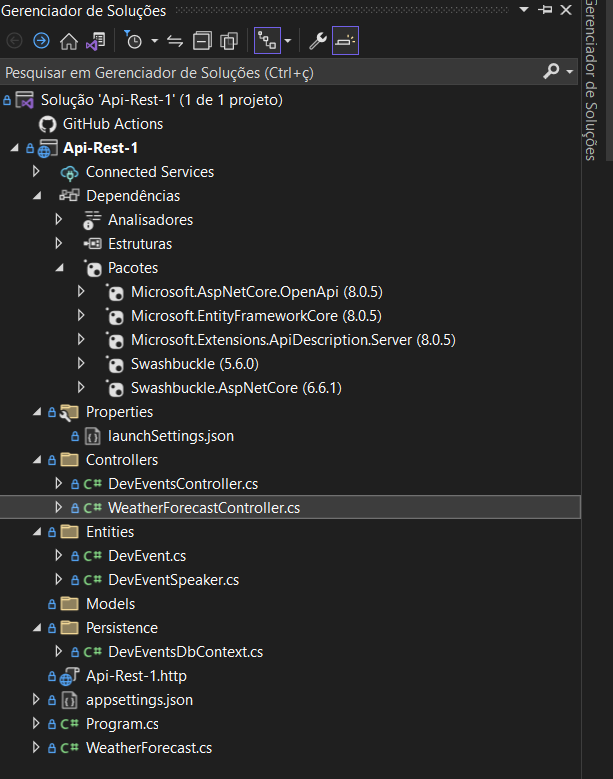 Gerenciador de Soluções
Pesquisar em Gerenciador de Soluções (Ctrl+ç)
Solução 'Api-Rest-1' (1 de 1 projeto)
GitHub Actions
Api-Rest-1
Connected Services
Dependências
Analisadores
Estruturas
Pacotes
Microsoft.AspNetCore.OpenApi (8.0.5)
Microsoft.EntityFrameworkCore (8.0.5)
Microsoft.Extensions.ApiDescription.Server (8.0.5)
Swashbuckle (5.6.0)
Swashbuckle.AspNetCore (6.6.1)
Properties
launchSettings.json
Controllers
C# DevEventsController.cs
C# WeatherForecastController.cs
Entities
C# DevEvent.cs
C# DevEventSpeaker.cs
Models
Persistence
C# DevEventsDbContext.cs
Api-Rest-1.http
appsettings.json
C# Program.cs
C# WeatherForecast.cs
Gerenciador de Soluções